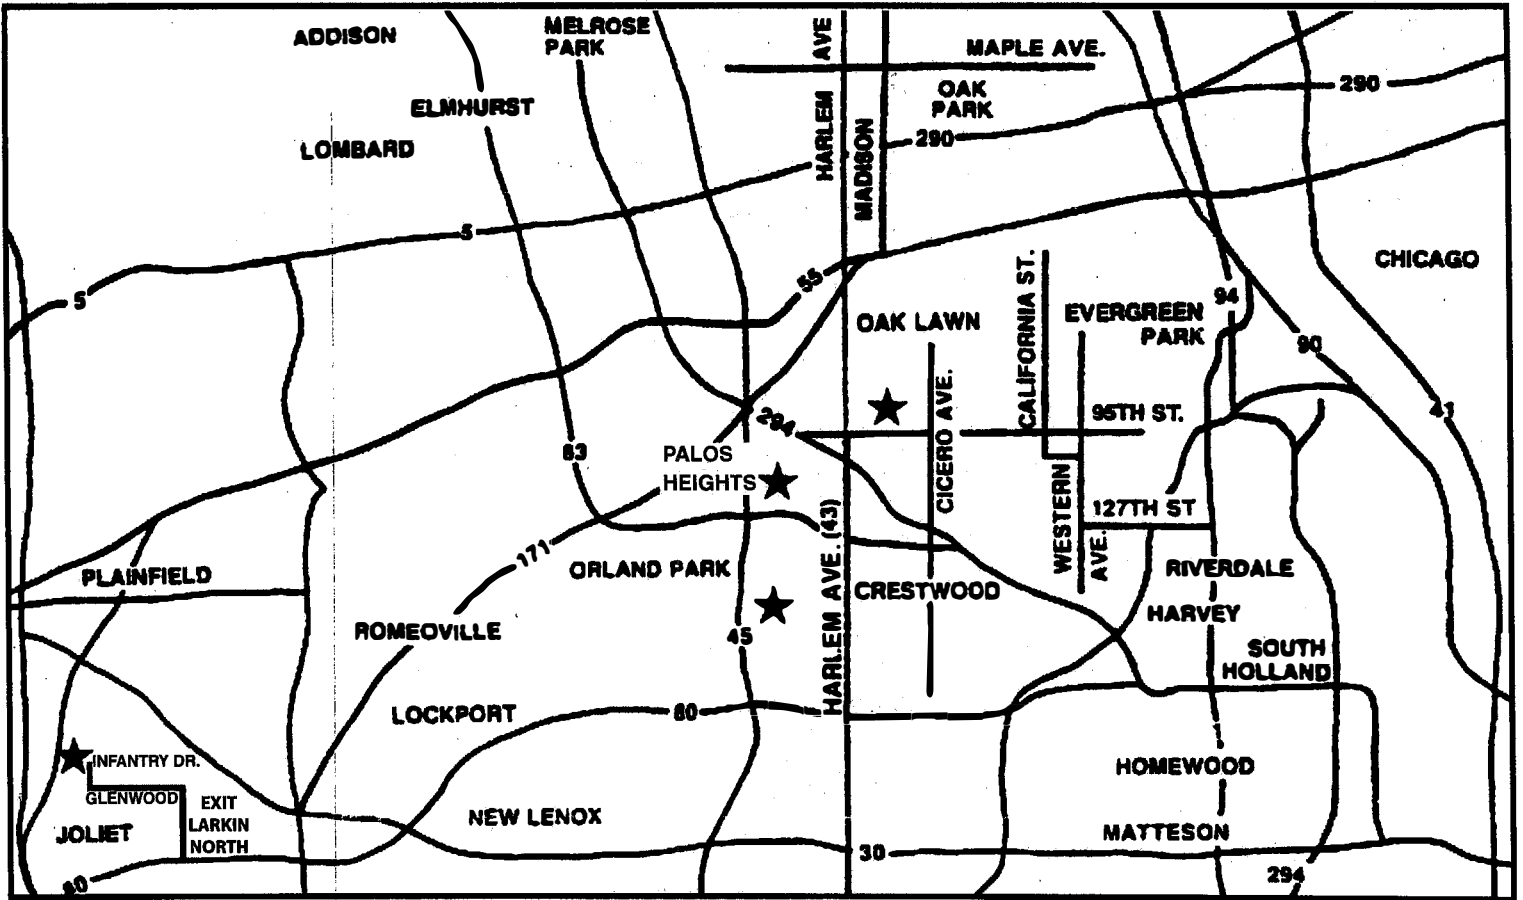 ADDISON
MELROSE
PARK
HARLEM AVE
MAPLE AVE.
ELMHURST
OAK
PARK
290
LOMBARD
290
MADISON
5
CHICAGO
5
55
CALIFORNIA ST.
94
OAK LAWN
EVERGREEN
PARK
90
CICERO AVE.
95TH ST.
41
294
83
PALOS
HEIGHTS
HARLEM AVE. (43)
WESTERN
AVE.
127TH ST
171
PLAINFIELD
ORLAND PARK
CRESTWOOD
RIVERDALE
HARVEY
ROMEOVILLE
45
SOUTH
HOLLAND
LOCKPORT
80
INFANTRY DR.
GLENWOOD
EXIT
LARKIN
NORTH
HOMEWOOD
JOLIET
NEW LENOX
MATTESON
30
294
80